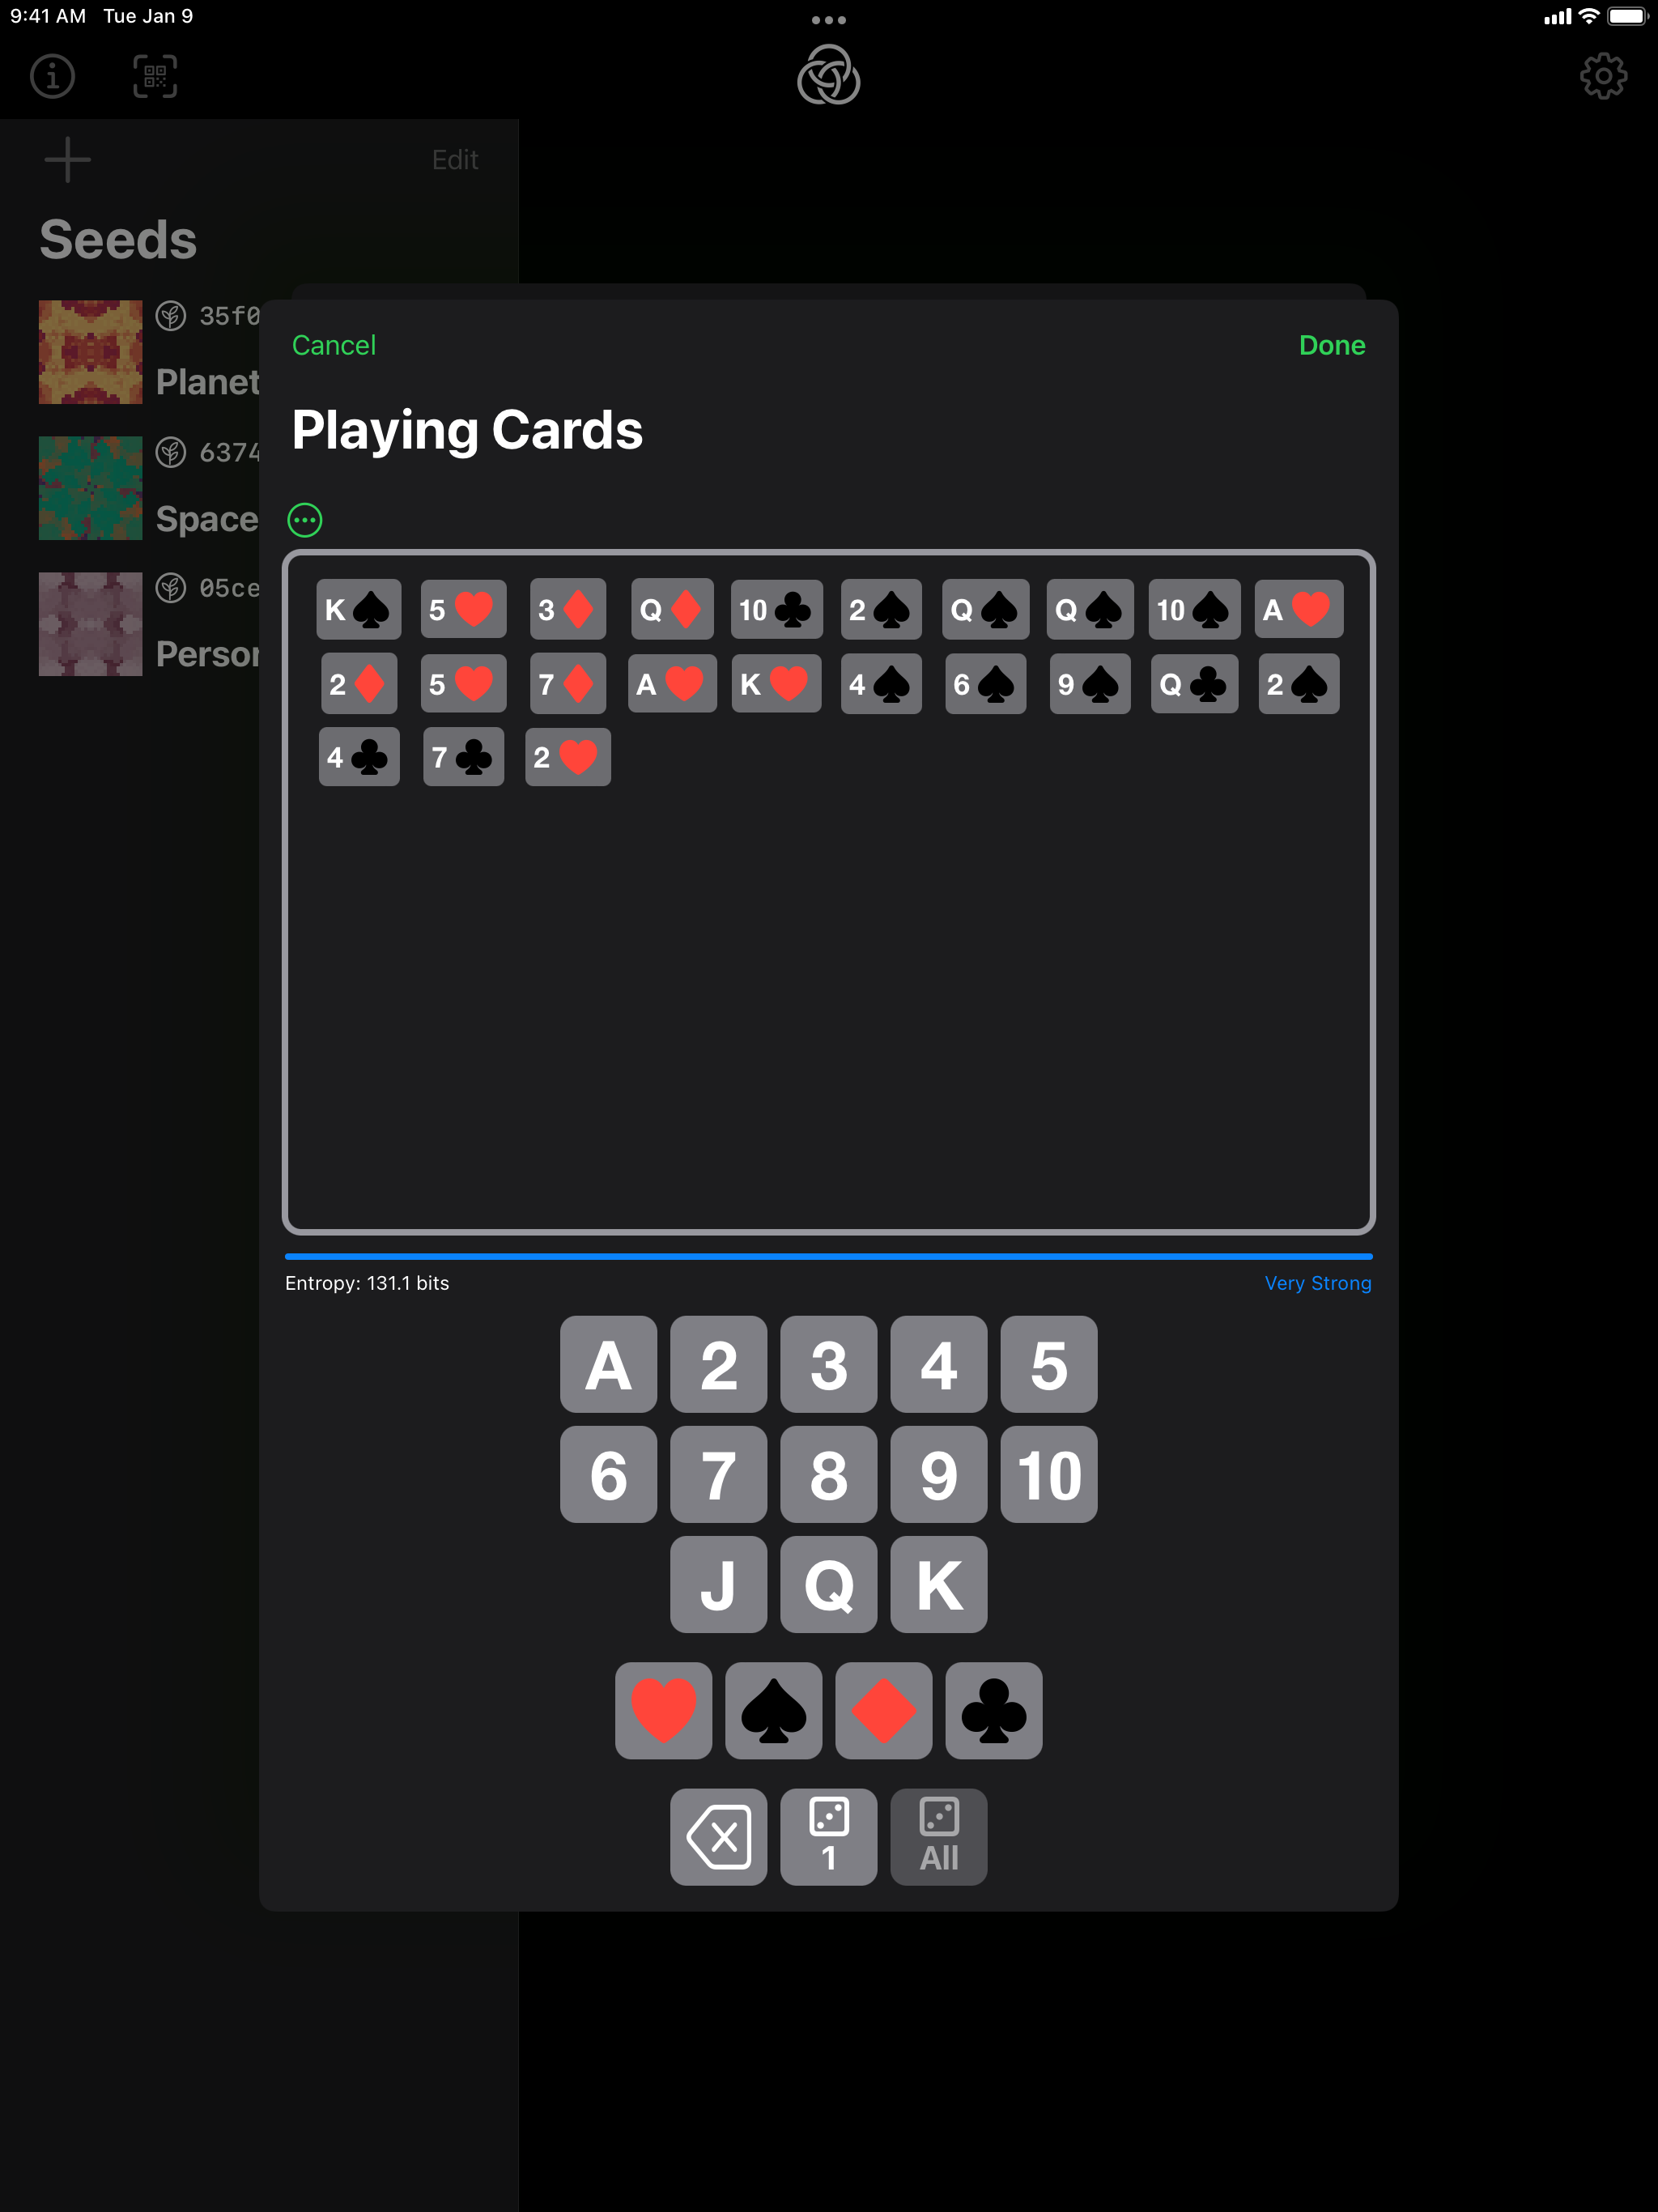 9:41 AM Tue Jan 9
Edit
Seeds
35f0
Planet
6374
Space
05ce
Person
Cancel
Done
Playing Cards
K♠ 5♥ 3♦ Q♦ 10♣ 2♠ Q♠ Q♠ 10♠ A♥
2♦ 5♥ 7♦ A♥ K♥ 4♠ 6♠ 9♠ Q♣ 2♠
4♣ 7♣ 2♥
Entropy: 131.1 bits
Very Strong
A 2 3 4 5
6 7 8 9 10
J Q K
♥ ♠ ♦ ♣
1 All